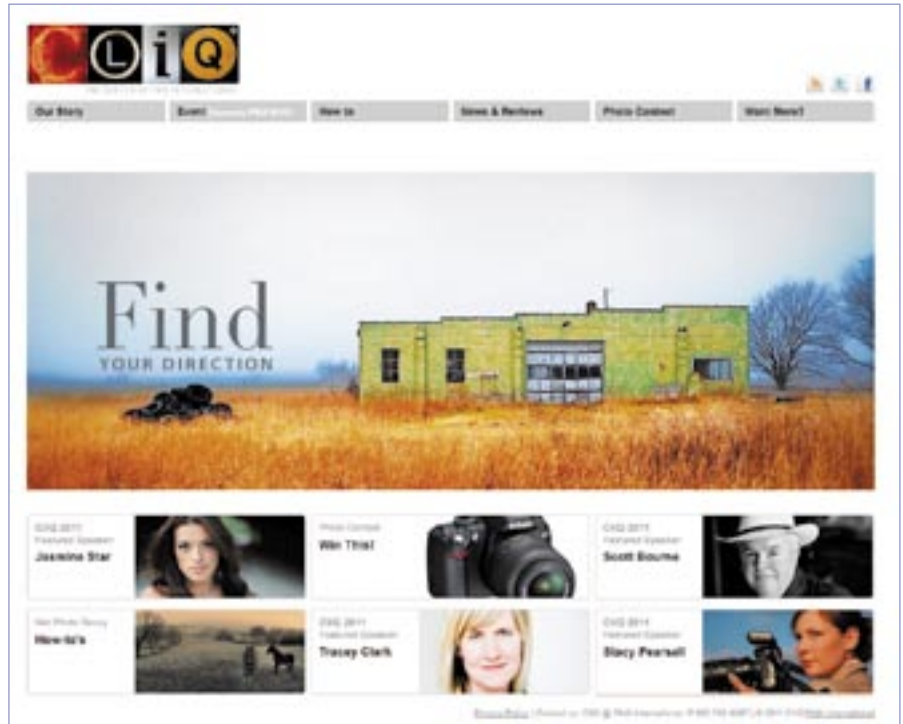 CLiQ
Our Story
Event
How to
News & Reviews
Photo Contest
Want More?
Find
YOUR DIRECTION
CliQ 2011
Featured Speaker
Jasmine Star
Photo Contest
Win This!
CliQ 2011
Featured Speaker
Scott Bourne
How-to's
CliQ 2011
Featured Speaker
Tracey Clark
CliQ 2011
Featured Speaker
Stacy Pearsall
Privacy Policy